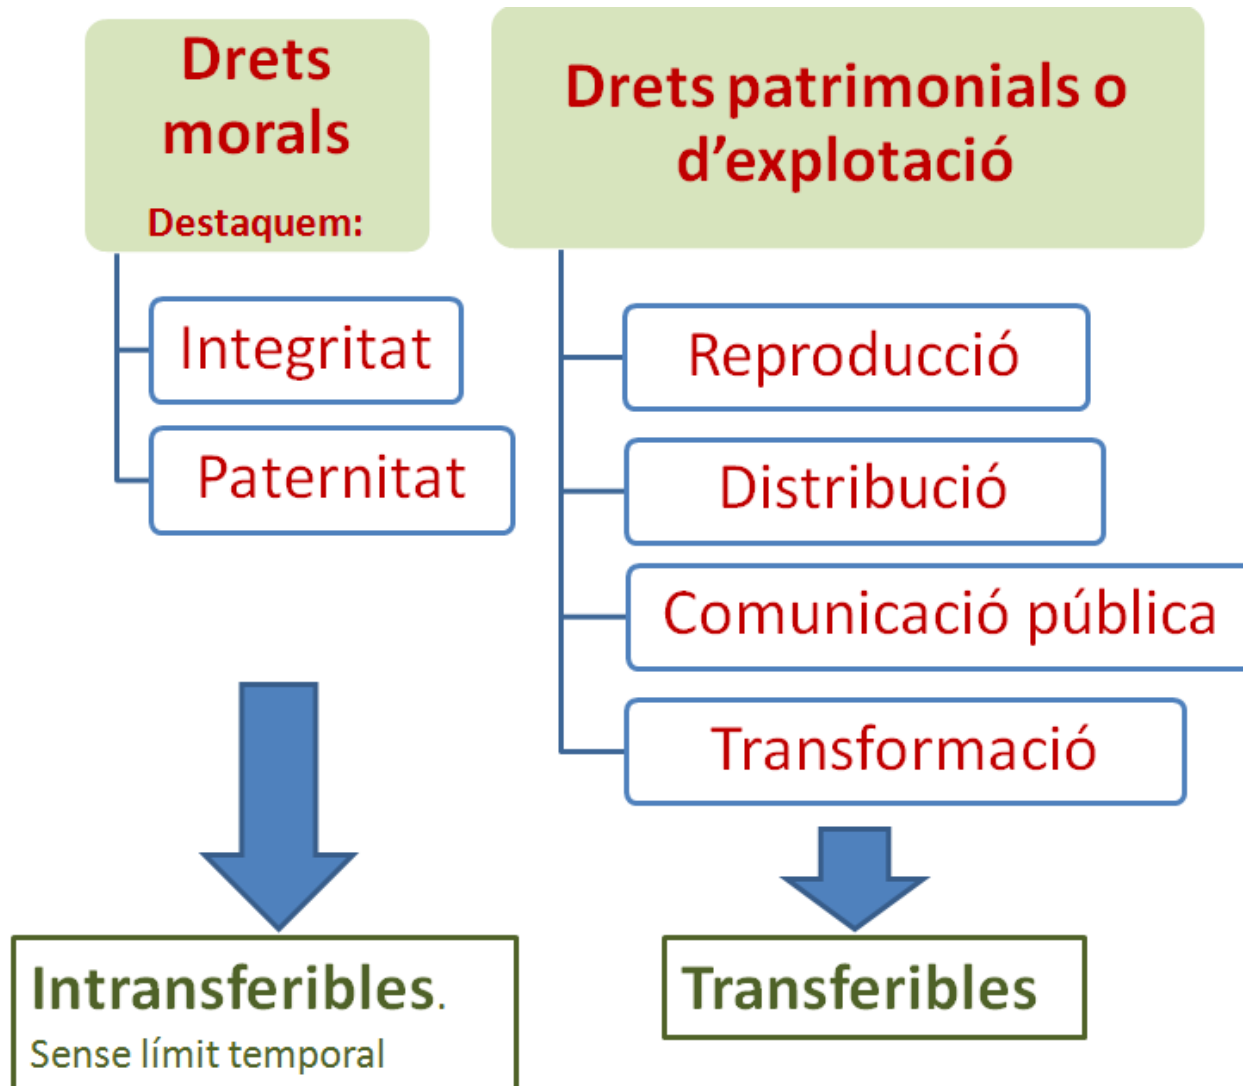 Drets
morals
Destaquem:
Integritat
Paternitat
Intransferibles.
Sense límit temporal
Drets patrimonials o
d’explotació
Reproducció
Distribució
Comunicació pública
Transformació
Transferibles